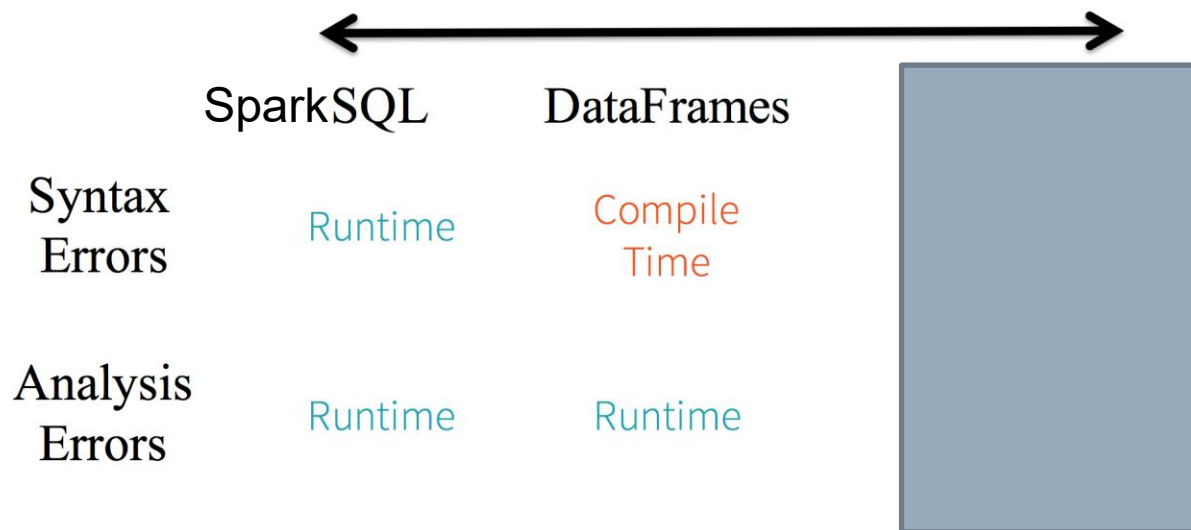 SparkSQL DataFrames
Syntax
Errors
Runtime
Compile
Time
Analysis
Errors
Runtime
Runtime